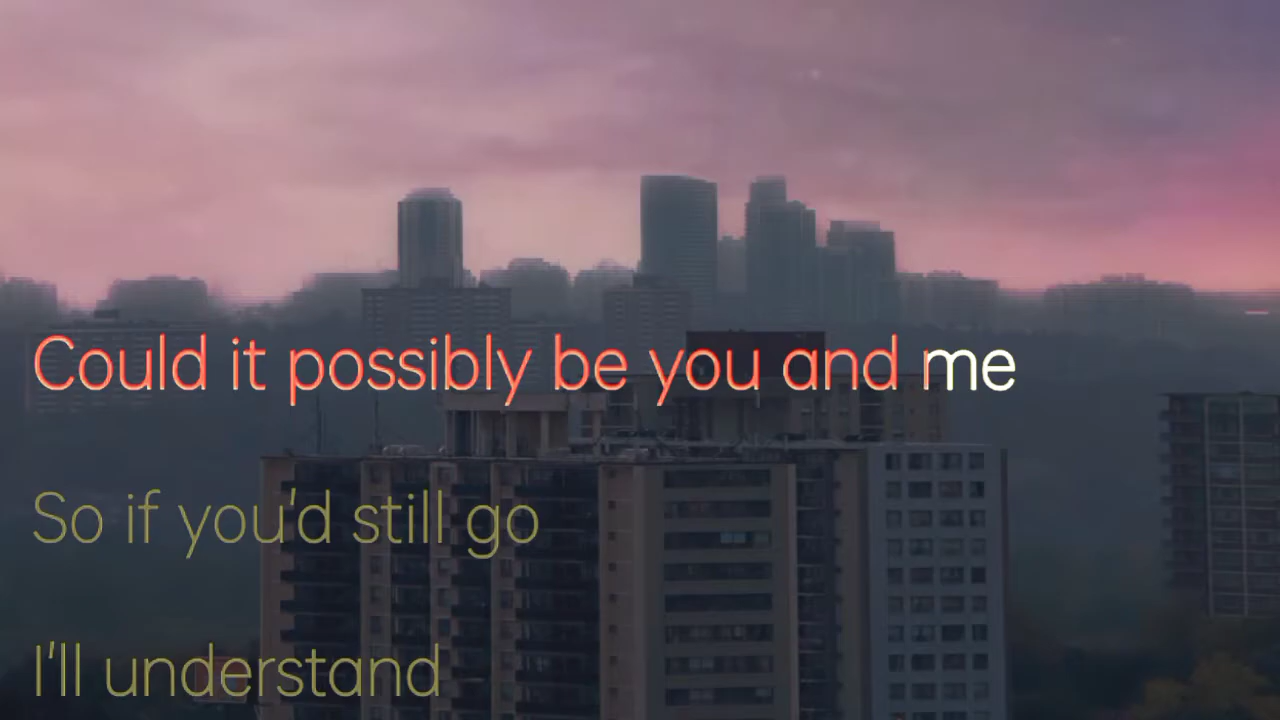 Could it possibly be you and me
So if you'd still go
I'll understand